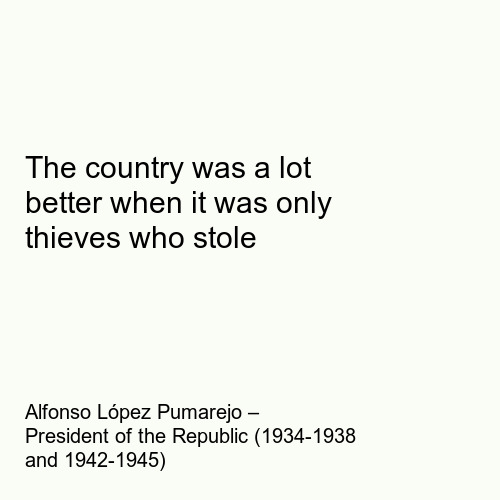 The country was a lot
better when it was only
thieves who stole
Alfonso López Pumarejo –
President of the Republic (1934-1938
and 1942-1945)